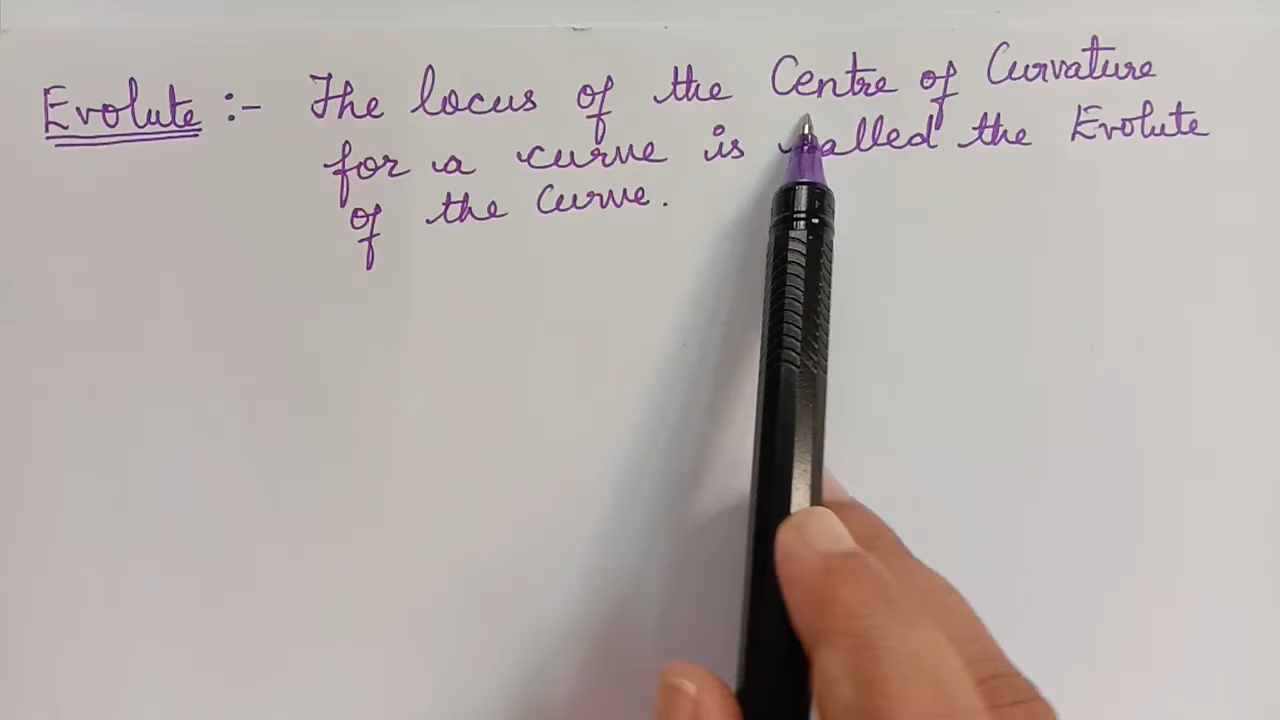 Evolute :- The locus of the Centre of Curvature
for a curve is called the Evolute
of the Curve.